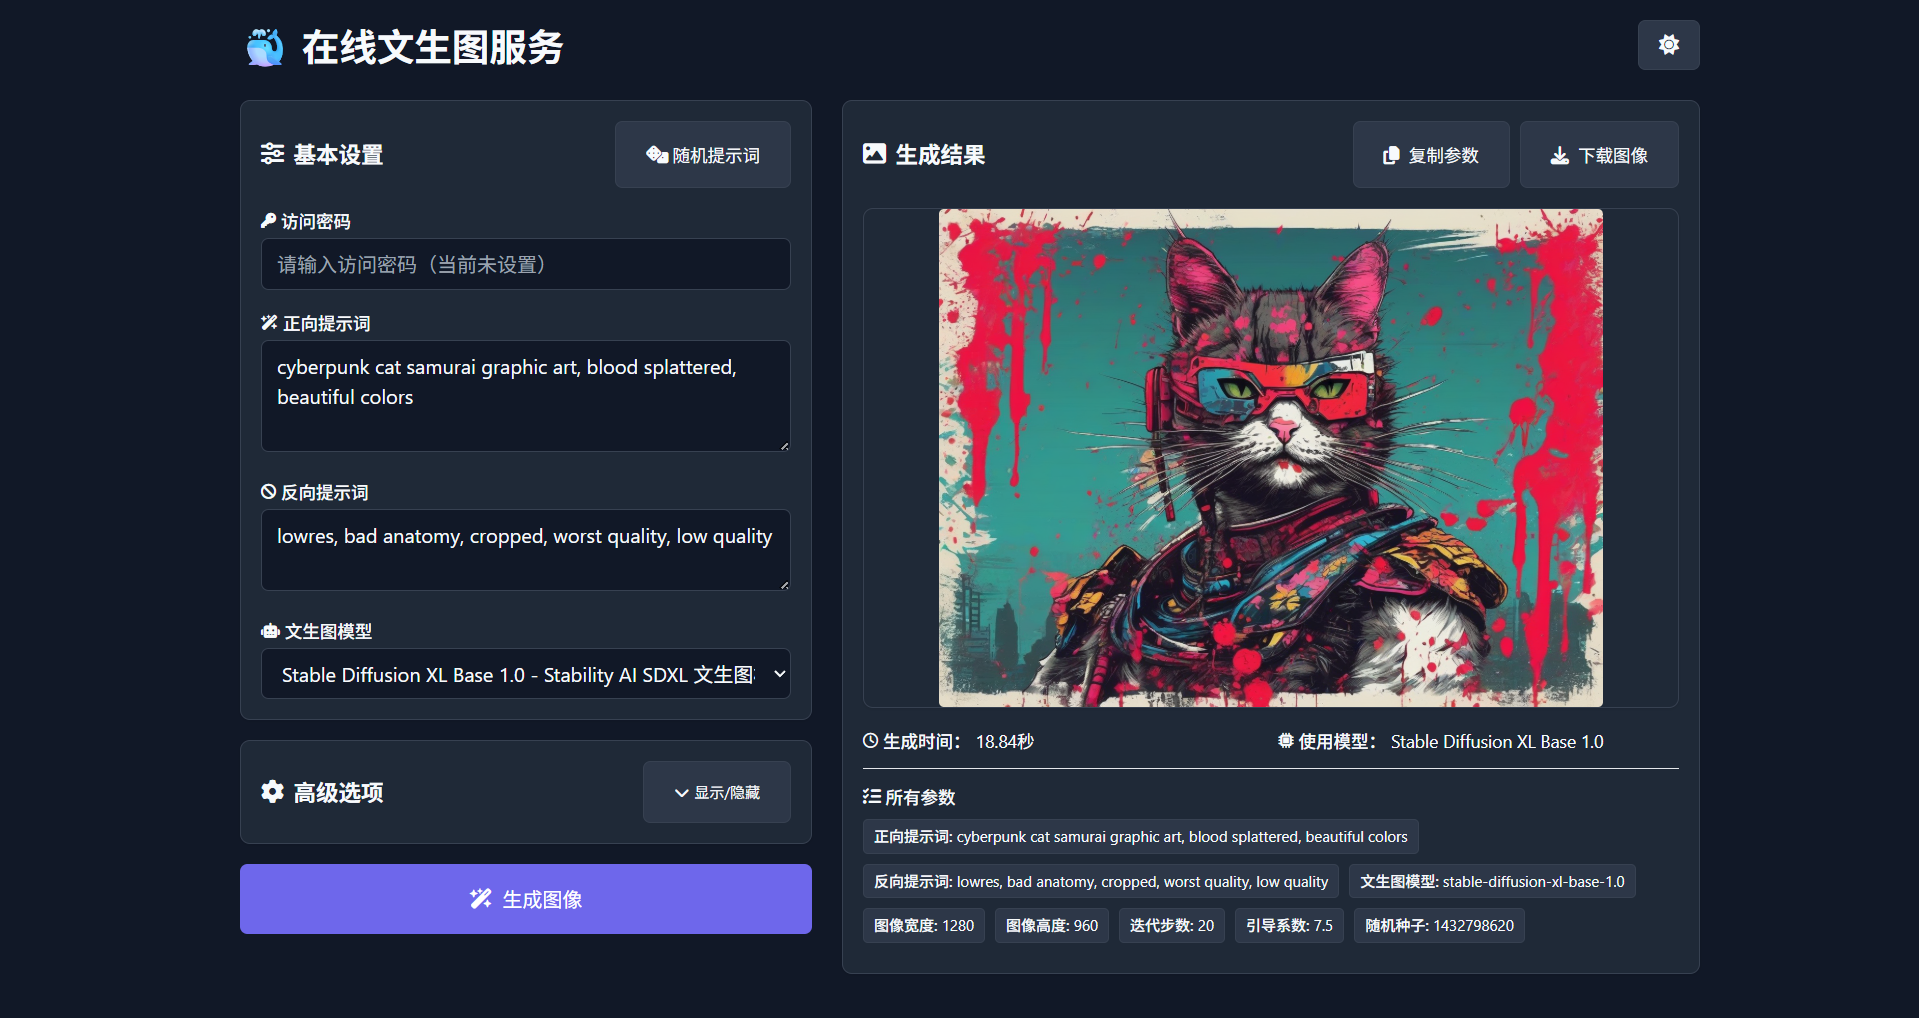 在线文生图服务
基本设置
随机提示词
访问密码
请输入访问密码（当前未设置）
正向提示词
cyberpunk cat samurai graphic art, blood splattered,
beautiful colors
反向提示词
lowres, bad anatomy, cropped, worst quality, low quality
文生图模型
Stable Diffusion XL Base 1.0 - Stability AI SDXL 文生图
高级选项
显示/隐藏
生成图像
生成结果
复制参数
下载图像
生成时间： 18.84秒
使用模型： Stable Diffusion XL Base 1.0
所有参数
正向提示词: cyberpunk cat samurai graphic art, blood splattered, beautiful colors
反向提示词: lowres, bad anatomy, cropped, worst quality, low quality
文生图模型: stable-diffusion-xl-base-1.0
图像宽度: 1280
图像高度: 960
迭代步数: 20
引导系数: 7.5
随机种子: 1432798620